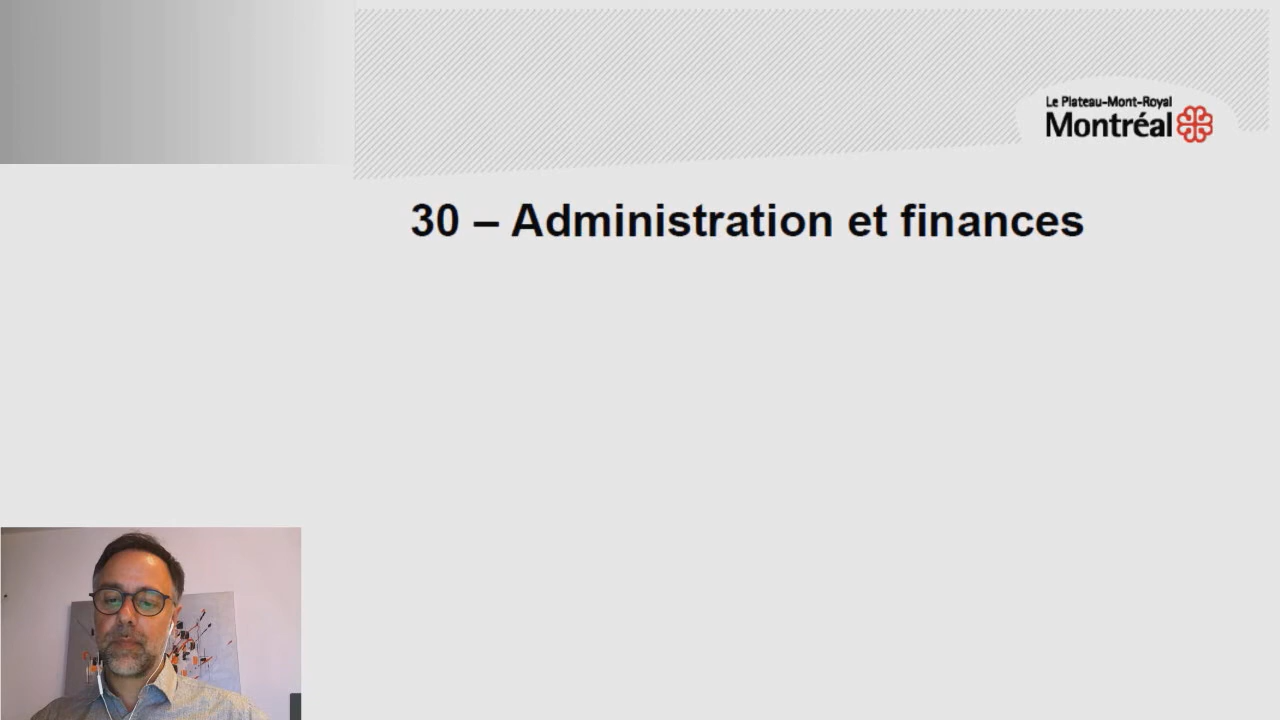 Le Plateau-Mont-Royal
Montréal
30 – Administration et finances